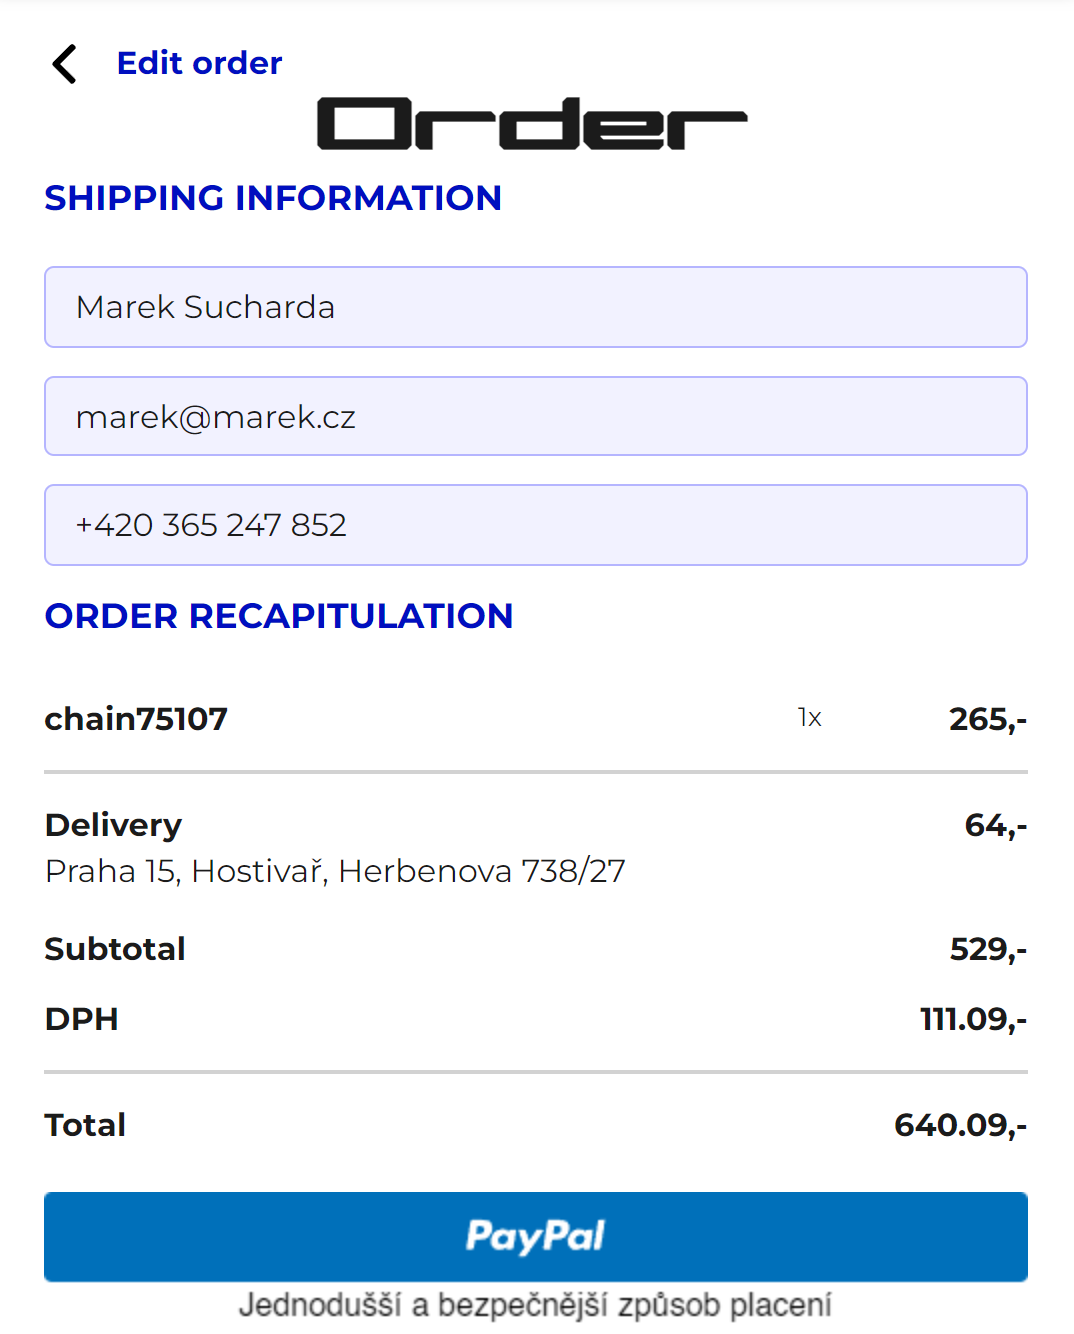 Edit order
Order
SHIPPING INFORMATION
Marek Sucharda
marek@marek.cz
+420 365 247 852
ORDER RECAPITULATION
chain75107 1x 265,-
Delivery 64,-
Praha 15, Hostivař, Herbenova 738/27
Subtotal 529,-
DPH 111.09,-
Total 640.09,-
PayPal
Jednodušší a bezpečnější způsob placení